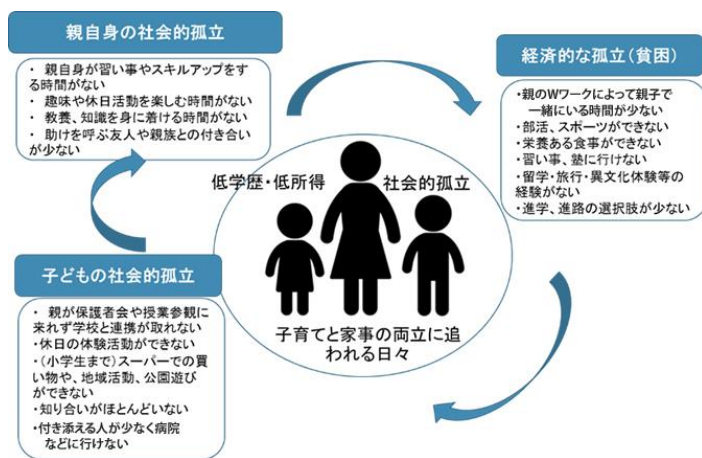 親自身の社会的孤立
・ 親自身が習い事やスキルアップをす
る時間がない
・ 趣味や休日活動を楽しむ時間がない
・ 教養、知識を身に着ける時間がない
・ 助けを呼ぶ友人や親族との付き合い
が少ない
経済的な孤立(貧困)
・親のWワークによって親子で
一緒にいる時間が少ない
・部活、スポーツができない
・栄養ある食事ができない
・習い事、塾に行けない
・留学・旅行・異文化体験等の
経験がない
・進学、進路の選択肢が少ない
低学歴・低所得
社会的孤立
子育てと家事の両立に追
われる日々
子どもの社会的孤立
・ 親が保護者会や授業参観に
来れず学校と連携が取れない
・休日の体験活動ができない
・(小学生まで)スーパーでの買
い物や、地域活動、公園遊び
ができない
・知り合いがほとんどいない
・付き添える人が少なく病院
などに行けない